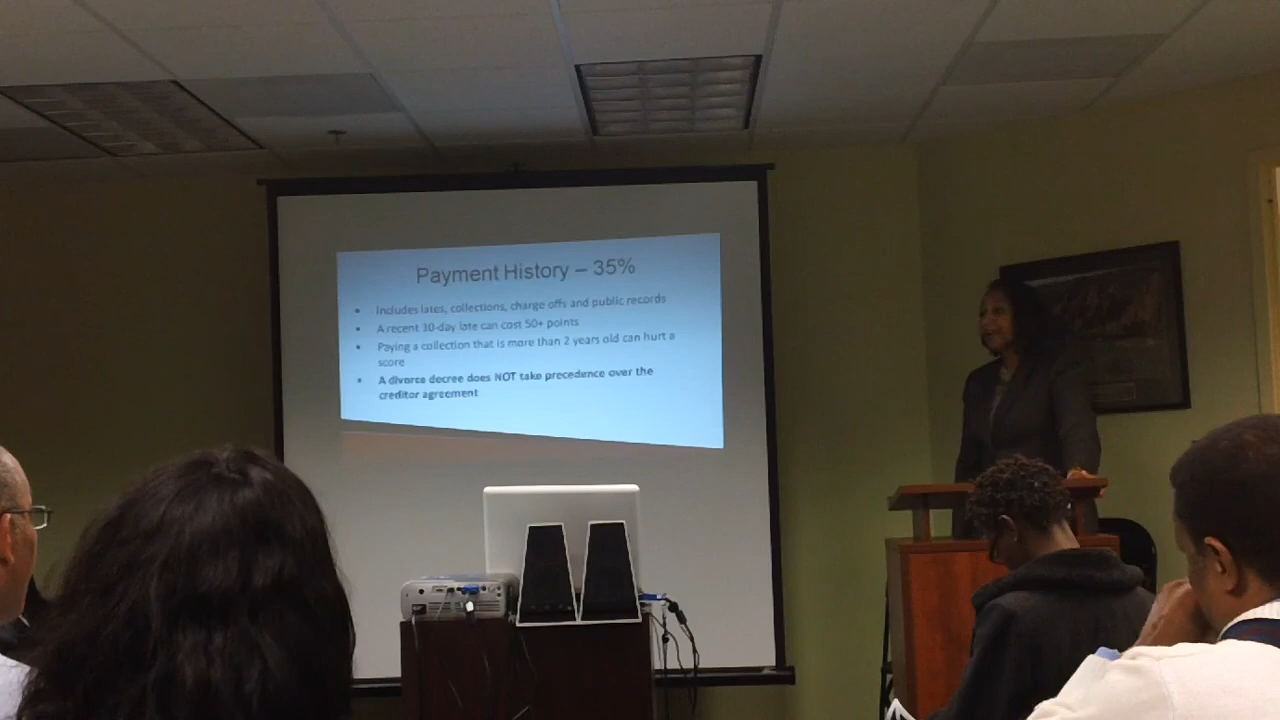 Payment History – 35%
• Includes lates, collections, charge offs and public records
• A recent 30-day late can cost 50+ points
• Paying a collection that is more than 2 years old can hurt a
score
• A divorce decree does NOT take precedence over the
creditor agreement